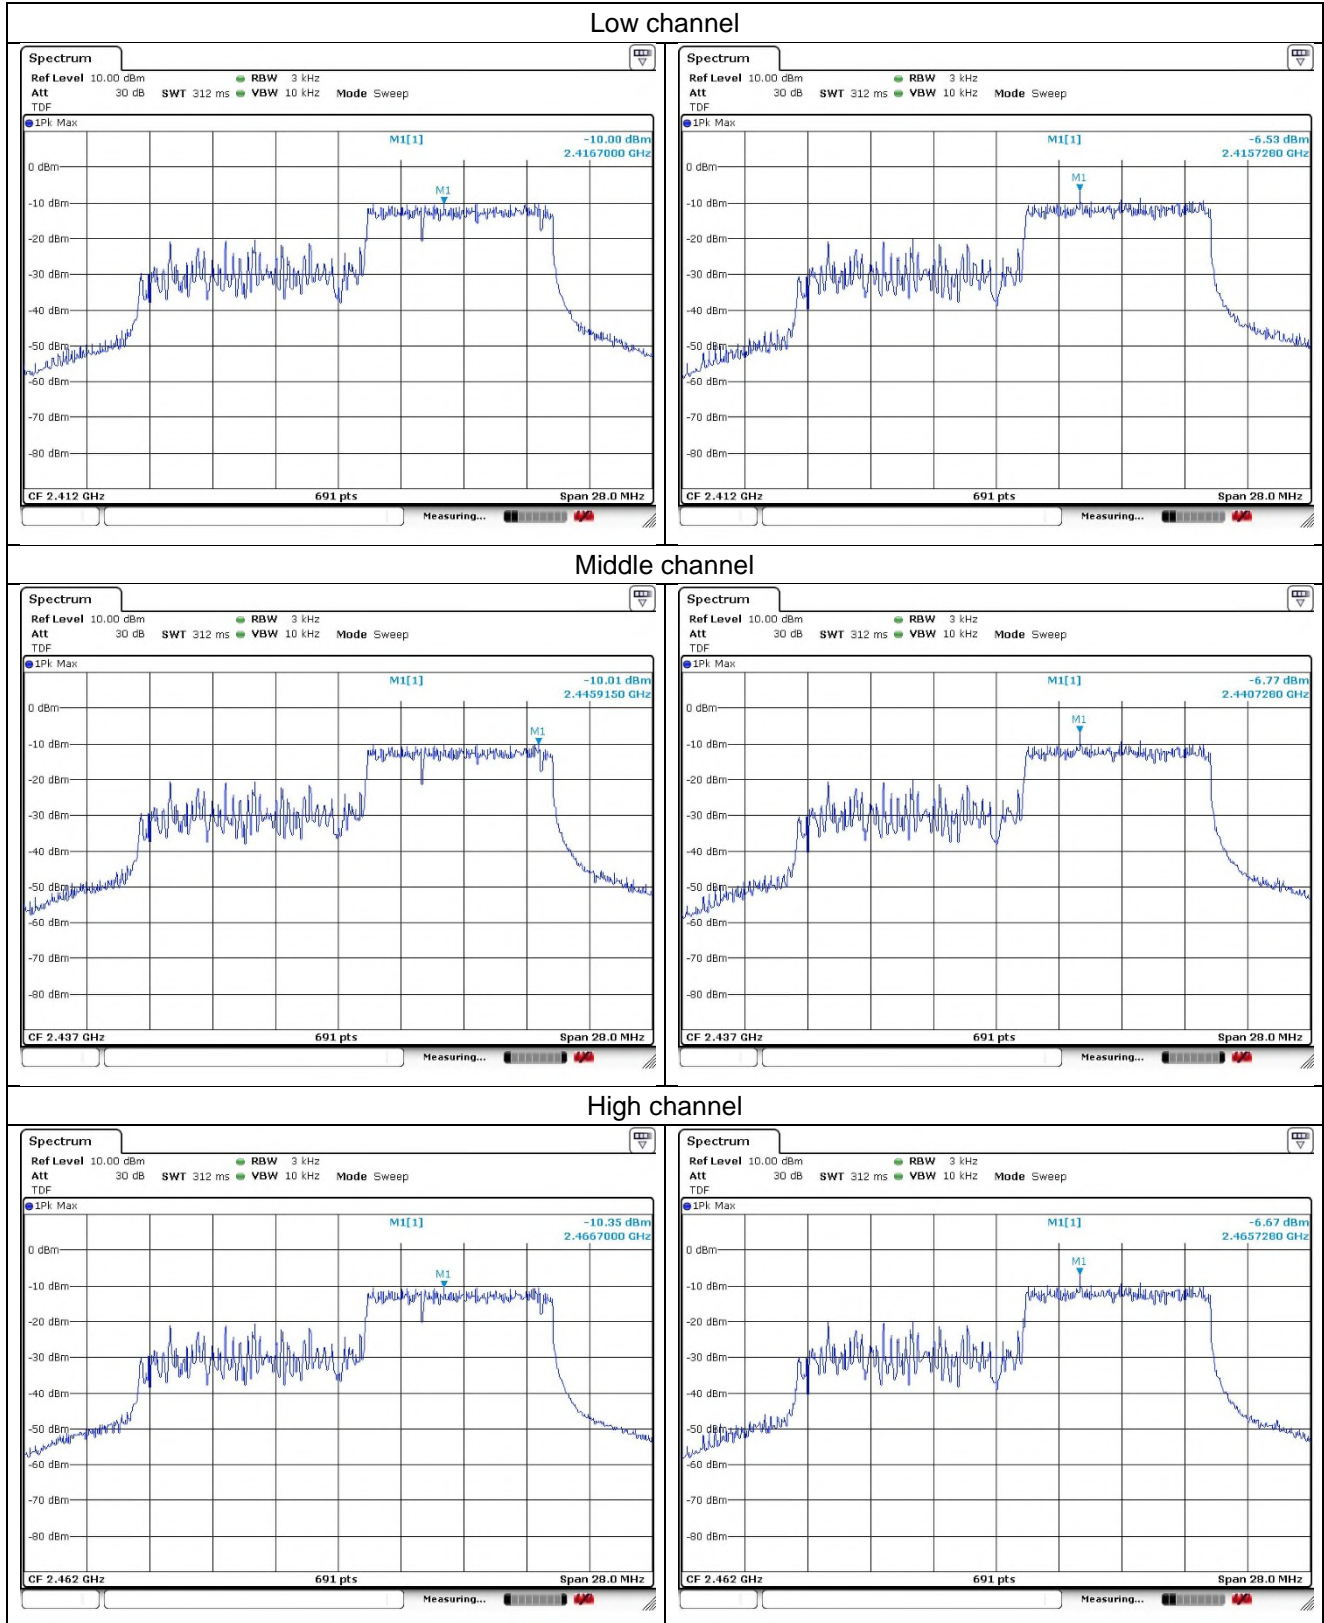 Low channel
Spectrum
Ref Level 10.00 dBm RBW 3 kHz
Att 30 dB SWT 312 ms VBW 10 kHz Mode Sweep
TDF
1Pk Max
M1[1] -10.00 dBm
2.4167000 GHz
0 dBm
M1
-10 dBm
-20 dBm
-30 dBm
-40 dBm
-50 dBm
-60 dBm
-70 dBm
-80 dBm
CF 2.412 GHz 691 pts Span 28.0 MHz
Measuring...
Spectrum
Ref Level 10.00 dBm RBW 3 kHz
Att 30 dB SWT 312 ms VBW 10 kHz Mode Sweep
TDF
1Pk Max
M1[1] -6.53 dBm
2.4157280 GHz
0 dBm
M1
-10 dBm
-20 dBm
-30 dBm
-40 dBm
-50 dBm
-60 dBm
-70 dBm
-80 dBm
CF 2.412 GHz 691 pts Span 28.0 MHz
Measuring...
Middle channel
Spectrum
Ref Level 10.00 dBm RBW 3 kHz
Att 30 dB SWT 312 ms VBW 10 kHz Mode Sweep
TDF
1Pk Max
M1[1] -10.01 dBm
2.4459150 GHz
0 dBm
M1
-10 dBm
-20 dBm
-30 dBm
-40 dBm
-50 dBm
-60 dBm
-70 dBm
-80 dBm
CF 2.437 GHz 691 pts Span 28.0 MHz
Measuring...
Spectrum
Ref Level 10.00 dBm RBW 3 kHz
Att 30 dB SWT 312 ms VBW 10 kHz Mode Sweep
TDF
1Pk Max
M1[1] -6.77 dBm
2.4407280 GHz
0 dBm
M1
-10 dBm
-20 dBm
-30 dBm
-40 dBm
-50 dBm
-60 dBm
-70 dBm
-80 dBm
CF 2.437 GHz 691 pts Span 28.0 MHz
Measuring...
High channel
Spectrum
Ref Level 10.00 dBm RBW 3 kHz
Att 30 dB SWT 312 ms VBW 10 kHz Mode Sweep
TDF
1Pk Max
M1[1] -10.35 dBm
2.4667000 GHz
0 dBm
M1
-10 dBm
-20 dBm
-30 dBm
-40 dBm
-50 dBm
-60 dBm
-70 dBm
-80 dBm
CF 2.462 GHz 691 pts Span 28.0 MHz
Measuring...
Spectrum
Ref Level 10.00 dBm RBW 3 kHz
Att 30 dB SWT 312 ms VBW 10 kHz Mode Sweep
TDF
1Pk Max
M1[1] -6.67 dBm
2.4657280 GHz
0 dBm
M1
-10 dBm
-20 dBm
-30 dBm
-40 dBm
-50 dBm
-60 dBm
-70 dBm
-80 dBm
CF 2.462 GHz 691 pts Span 28.0 MHz
Measuring...